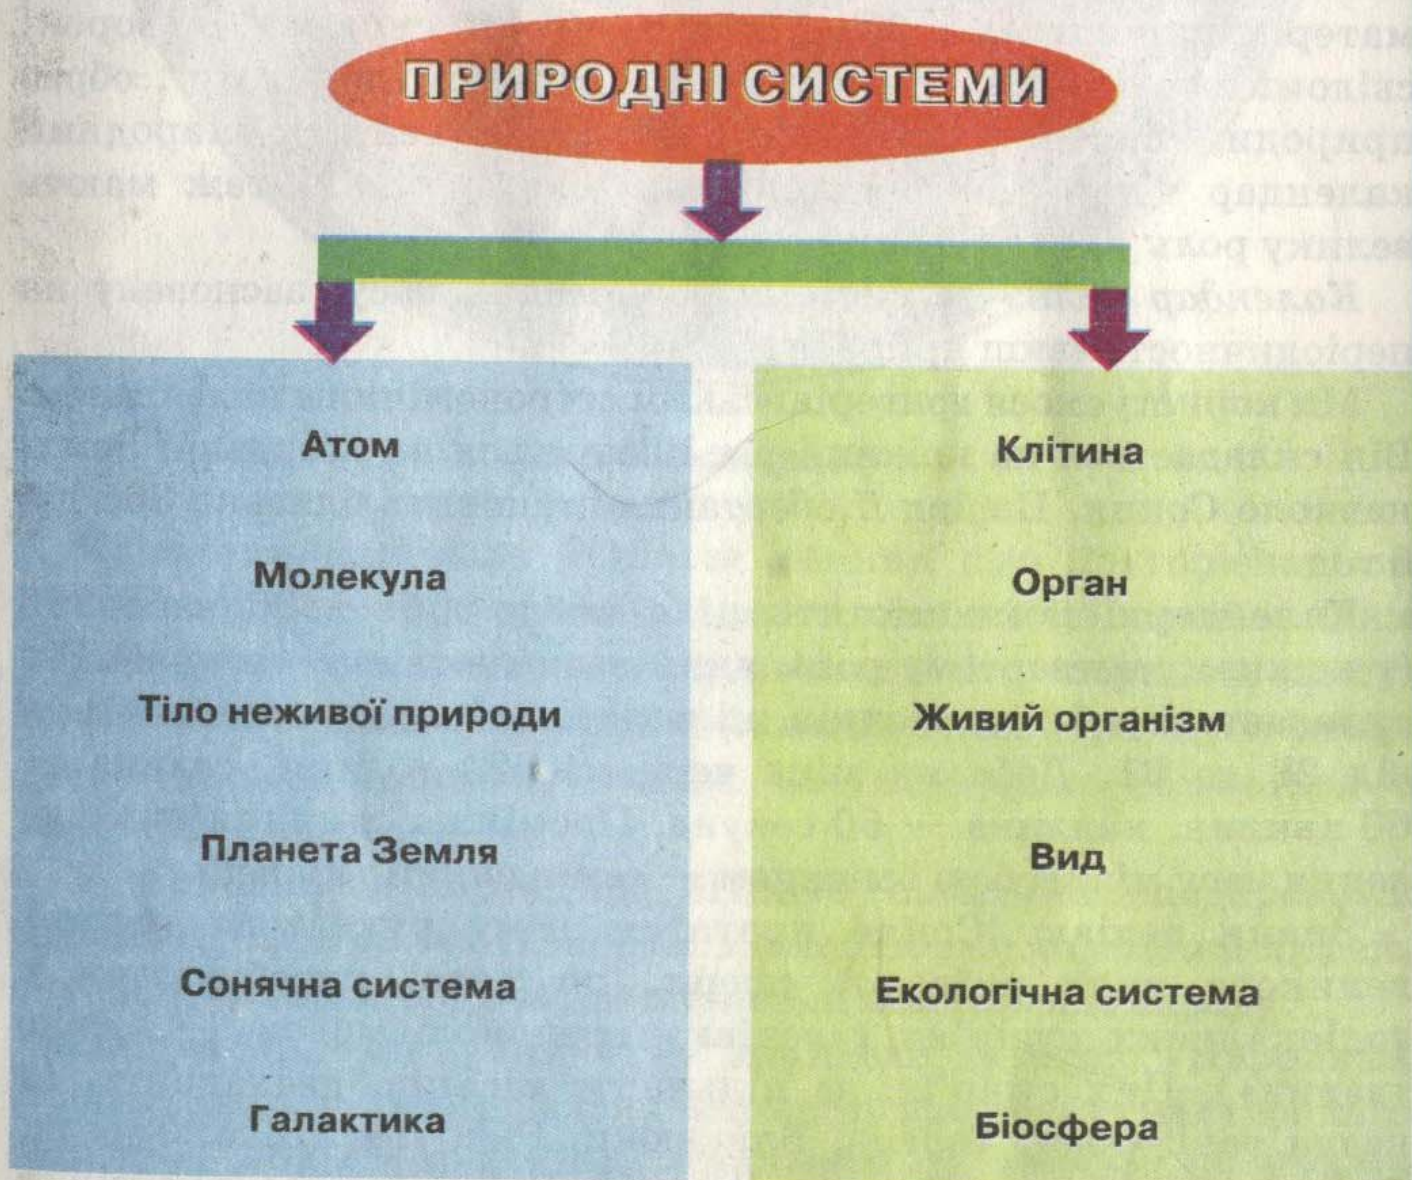 ПРИРОДНІ СИСТЕМИ
Атом
Молекула
Тіло неживої природи
Планета Земля
Сонячна система
Галактика
Клітина
Орган
Живий організм
Вид
Екологічна система
Біосфера